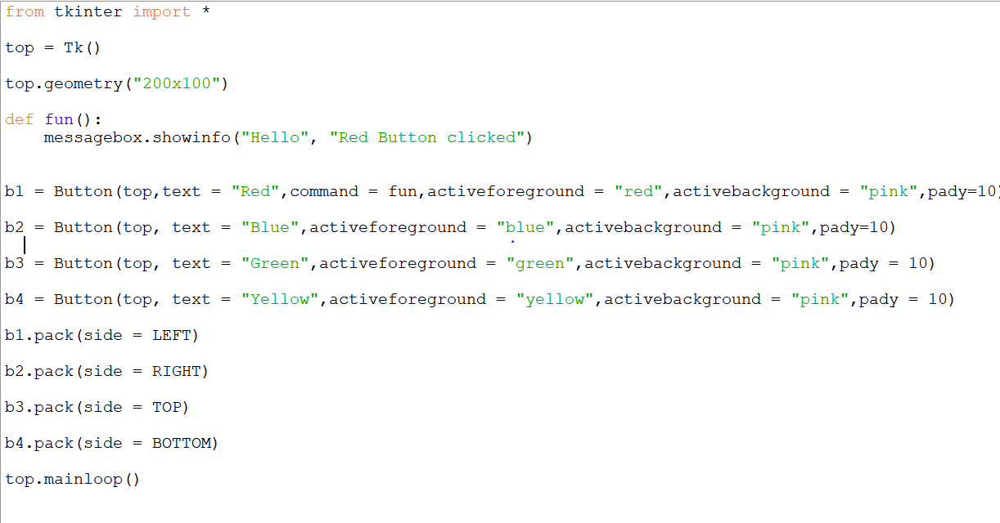 from tkinter import *
top = Tk()
top.geometry("200x100")
def fun():
    messagebox.showinfo("Hello", "Red Button clicked")
b1 = Button(top,text = "Red",command = fun,activeforeground = "red",activebackground = "pink",pady=10)
b2 = Button(top, text = "Blue",activeforeground = "blue",activebackground = "pink",pady=10)
b3 = Button(top, text = "Green",activeforeground = "green",activebackground = "pink",pady = 10)
b4 = Button(top, text = "Yellow",activeforeground = "yellow",activebackground = "pink",pady = 10)
b1.pack(side = LEFT)
b2.pack(side = RIGHT)
b3.pack(side = TOP)
b4.pack(side = BOTTOM)
top.mainloop()